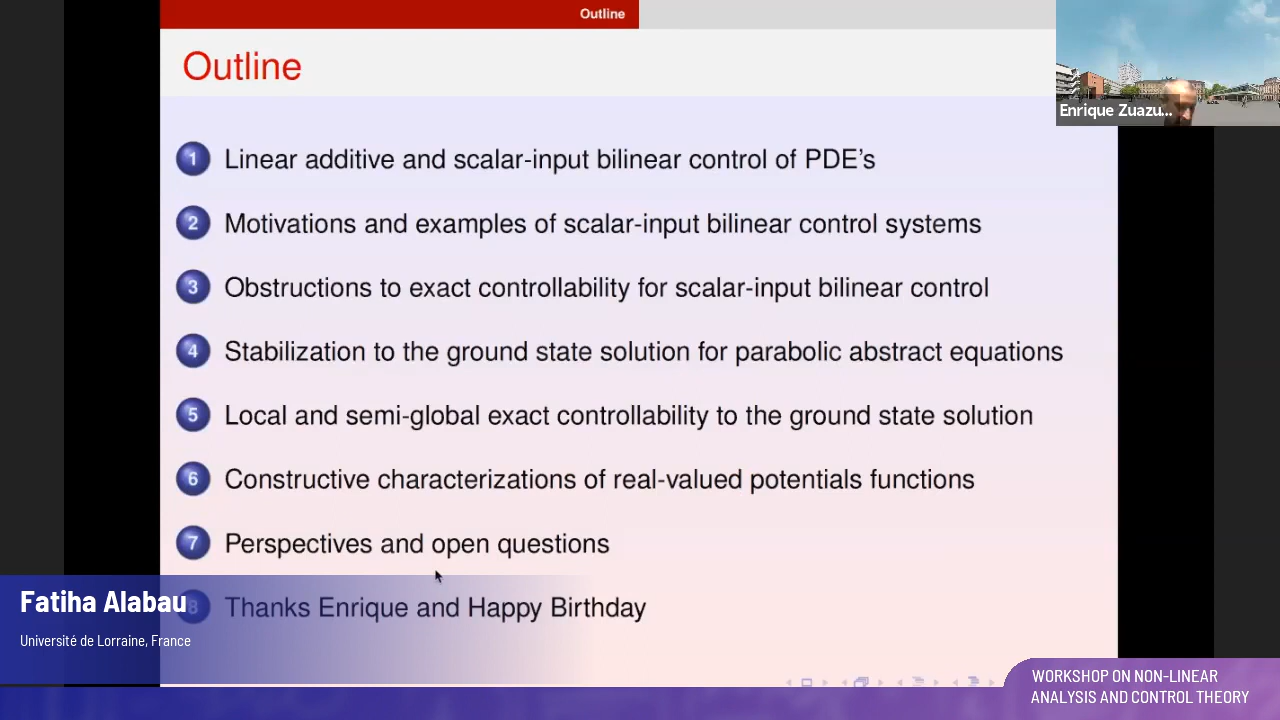 Outline
Outline
Enrique Zuazu...
1 Linear additive and scalar-input bilinear control of PDE’s
2 Motivations and examples of scalar-input bilinear control systems
3 Obstructions to exact controllability for scalar-input bilinear control
4 Stabilization to the ground state solution for parabolic abstract equations
5 Local and semi-global exact controllability to the ground state solution
6 Constructive characterizations of real-valued potentials functions
7 Perspectives and open questions
8 Thanks Enrique and Happy Birthday
Fatiha Alabau
Université de Lorraine, France
WORKSHOP ON NON-LINEAR
ANALYSIS AND CONTROL THEORY